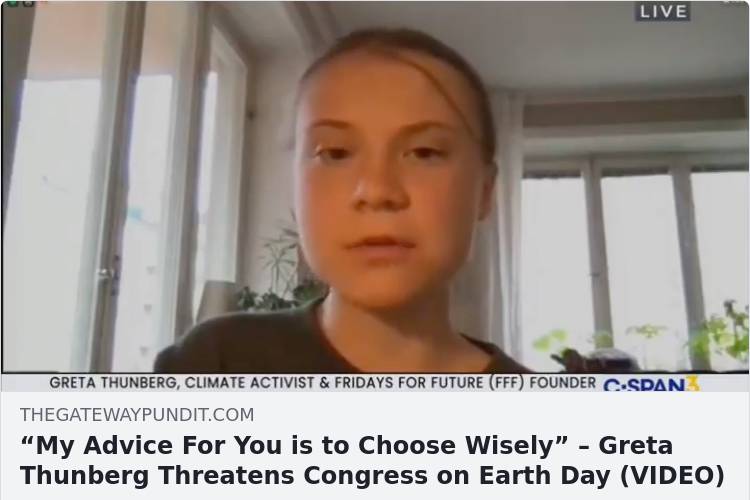 LIVE
GRETA THUNBERG, CLIMATE ACTIVIST & FRIDAYS FOR FUTURE (FFF) FOUNDER C-SPAN3
THEGATEWAYPUNDIT.COM
“My Advice For You is to Choose Wisely” – Greta
Thunberg Threatens Congress on Earth Day (VIDEO)